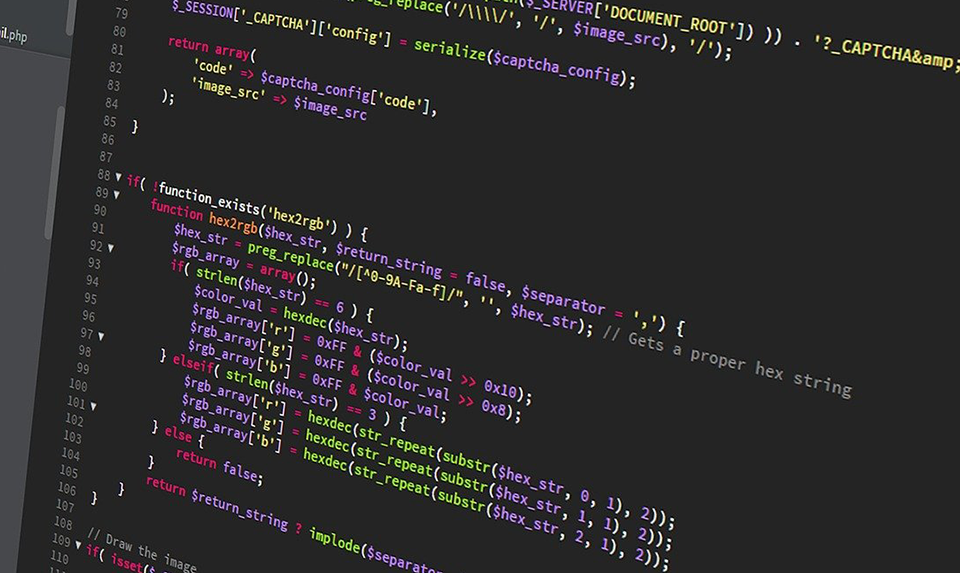 il.php
preg_replace('/\\\\/', '/', $_SERVER['DOCUMENT_ROOT']) )) . '?_CAPTCHA&amp;
$_SESSION['_CAPTCHA']['config'] = serialize($captcha_config);
79
80 return array(
81 'code' => $captcha_config['code'],
82 'image_src' => $image_src
83 );
84
85 }
86
87
88 if( !function_exists('hex2rgb') ) {
89 function hex2rgb($hex_str, $return_string = false, $separator = ',') {
90 $hex_str = preg_replace("/[^0-9A-Fa-f]/", '', $hex_str); // Gets a proper hex string
91 $rgb_array = array();
92 if( strlen($hex_str) == 6 ) {
93 $color_val = hexdec($hex_str);
94 $rgb_array['r'] = 0xFF & ($color_val >> 0x10);
95 $rgb_array['g'] = 0xFF & ($color_val >> 0x8);
96 $rgb_array['b'] = 0xFF & $color_val;
97 } elseif( strlen($hex_str) == 3 ) {
98 $rgb_array['r'] = hexdec(str_repeat(substr($hex_str, 0, 1), 2));
99 $rgb_array['g'] = hexdec(str_repeat(substr($hex_str, 1, 1), 2));
100 $rgb_array['b'] = hexdec(str_repeat(substr($hex_str, 2, 1), 2));
101 } else {
102 return false;
103 }
104 return $return_string ? implode($separator
105 }
106 }
107
108 // Draw the image
109 if( isset($
110